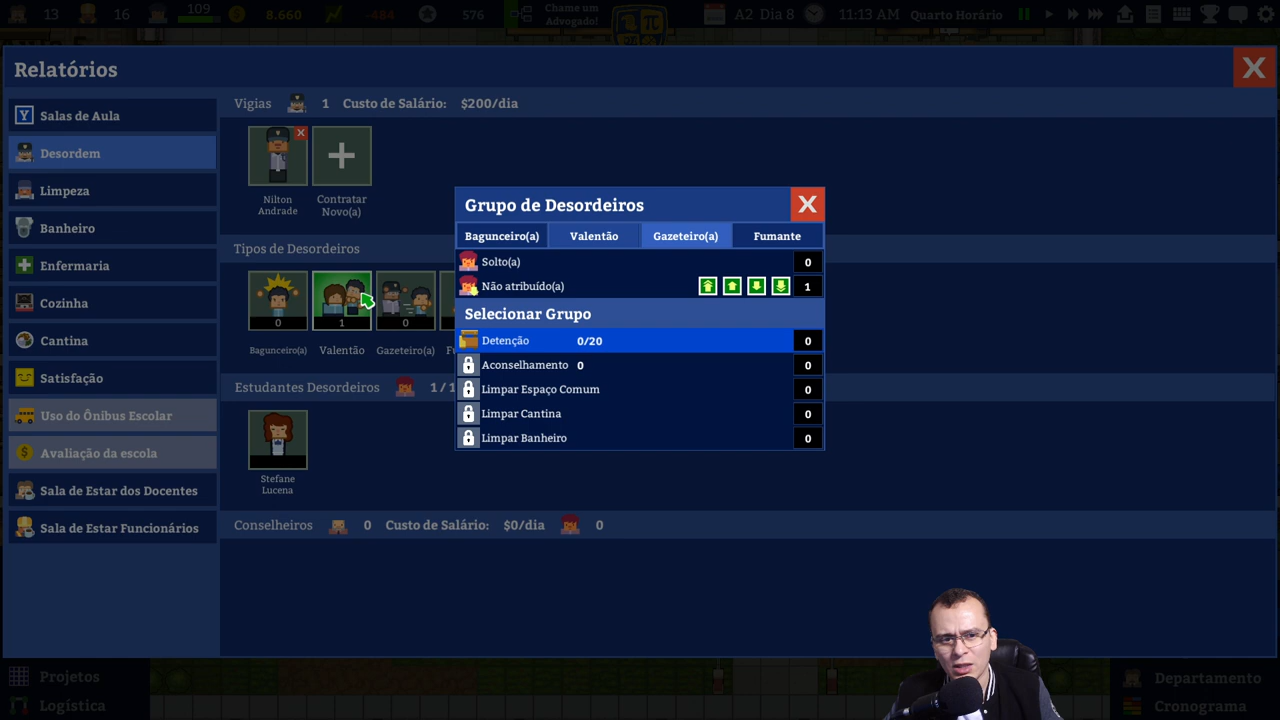 13 16 109 8.660 -484 576 Chame um Advogado! A2 Dia 8 11:13 AM Quarto Horário
Relatórios
X
Salas de Aula
Desordem
Limpeza
Banheiro
Enfermaria
Cozinha
Cantina
Satisfação
Uso do Ônibus Escolar
Avaliação da escola
Sala de Estar dos Docentes
Sala de Estar Funcionários
Vigias 1 Custo de Salário: $200/dia
Nilton Andrade
Contratar Novo(a)
Tipos de Desordeiros
0 1 0
Bagunceiro(a) Valentão Gazeteiro(a)
Estudantes Desordeiros
Stefane Lucena
Conselheiros 0 Custo de Salário: $0/dia 0
Grupo de Desordeiros
X
Bagunceiro(a) Valentão Gazeteiro(a) Fumante
Solto(a) 0
Não atribuído(a) 1
Selecionar Grupo
Detenção 0/20 0
Aconselhamento 0 0
Limpar Espaço Comum 0
Limpar Cantina 0
Limpar Banheiro 0
Projetos
Logística
Departamento
Cronograma